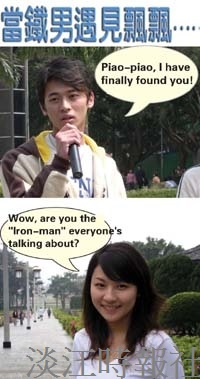 當鐵男遇見飄飄……
Piao-piao, I have
finally found you!
Wow, are you the
"Iron-man" everyone's
talking about?
淡江時報社